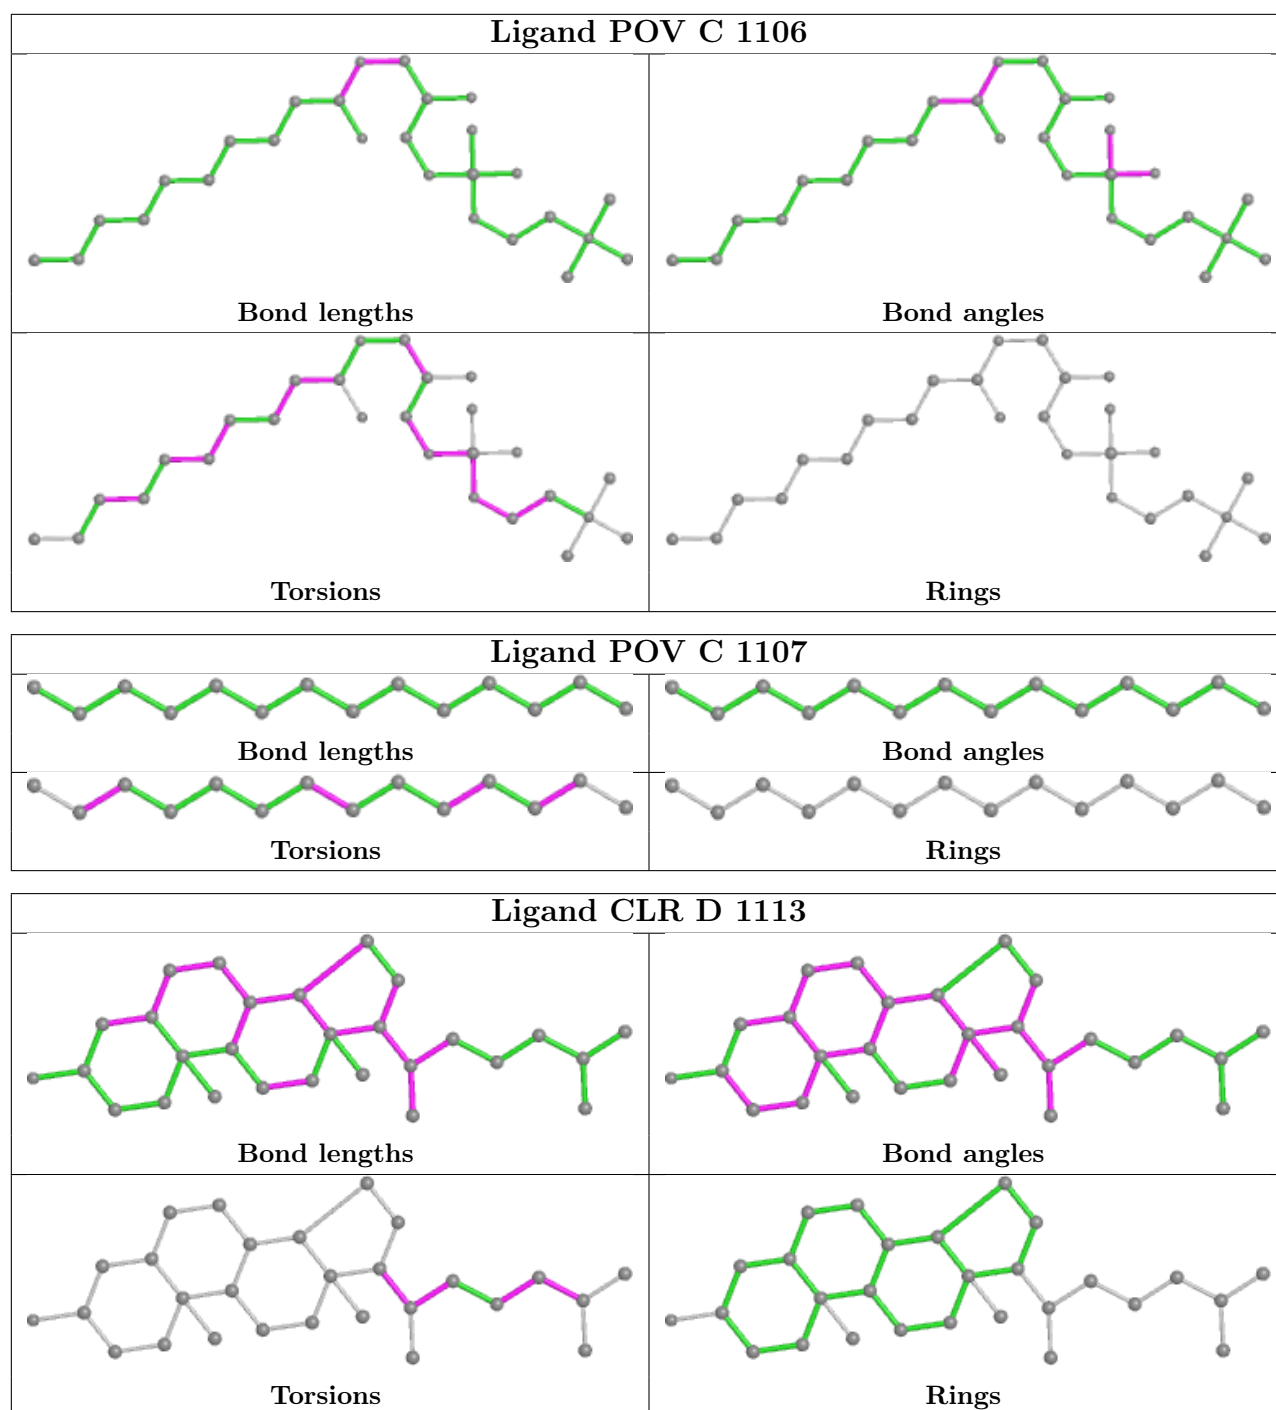 Ligand POV C 1106
Bond lengths
Bond angles
Torsions
Rings
Ligand POV C 1107
Bond lengths
Bond angles
Torsions
Rings
Ligand CLR D 1113
Bond lengths
Bond angles
Torsions
Rings